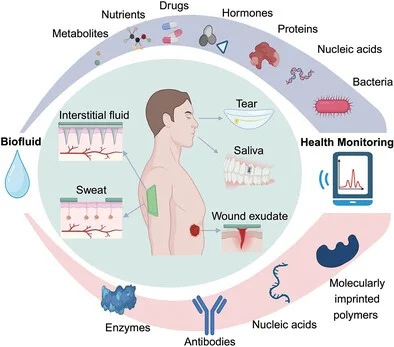 Metabolites
Nutrients
Drugs
Hormones
Proteins
Nucleic acids
Bacteria
Biofluid
Interstitial fluid
Sweat
Tear
Saliva
Wound exudate
Health Monitoring
Enzymes
Antibodies
Nucleic acids
Molecularly
imprinted
polymers